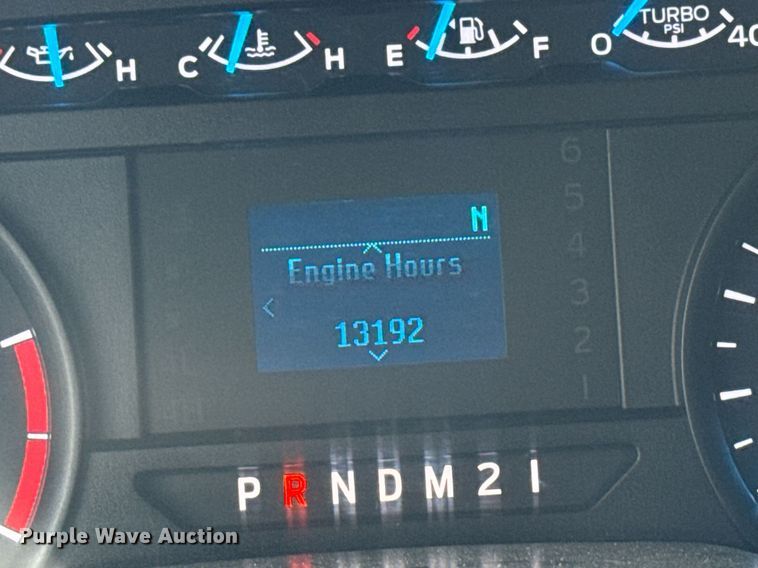 H C H E F O TURBO PSI 40
6
N
5
4
Engine Hours
3
13192
2
1
P R N D M 2 1
Purple Wave Auction